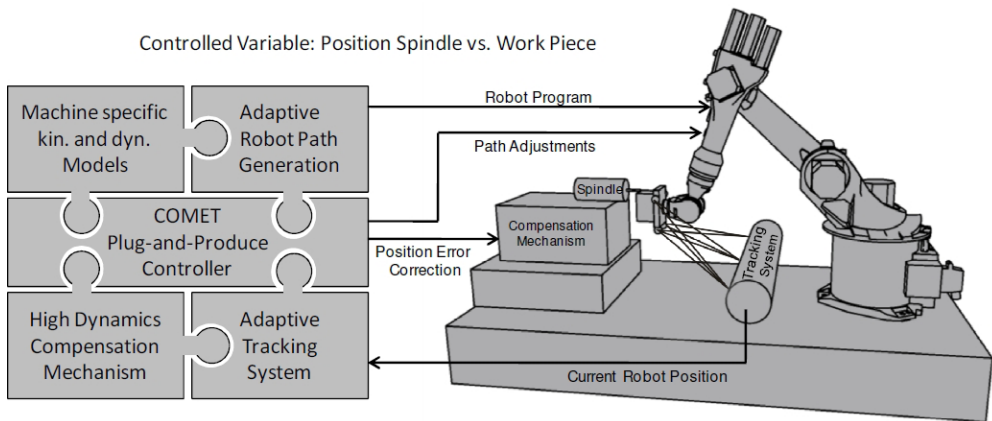 Controlled Variable: Position Spindle vs. Work Piece
Machine specific
kin. and dyn.
Models
Adaptive
Robot Path
Generation
COMET
Plug-and-Produce
Controller
High Dynamics
Compensation
Mechanism
Adaptive
Tracking
System
Robot Program
Path Adjustments
Position Error
Correction
Current Robot Position
Spindle
Compensation
Mechanism
Tracking
System